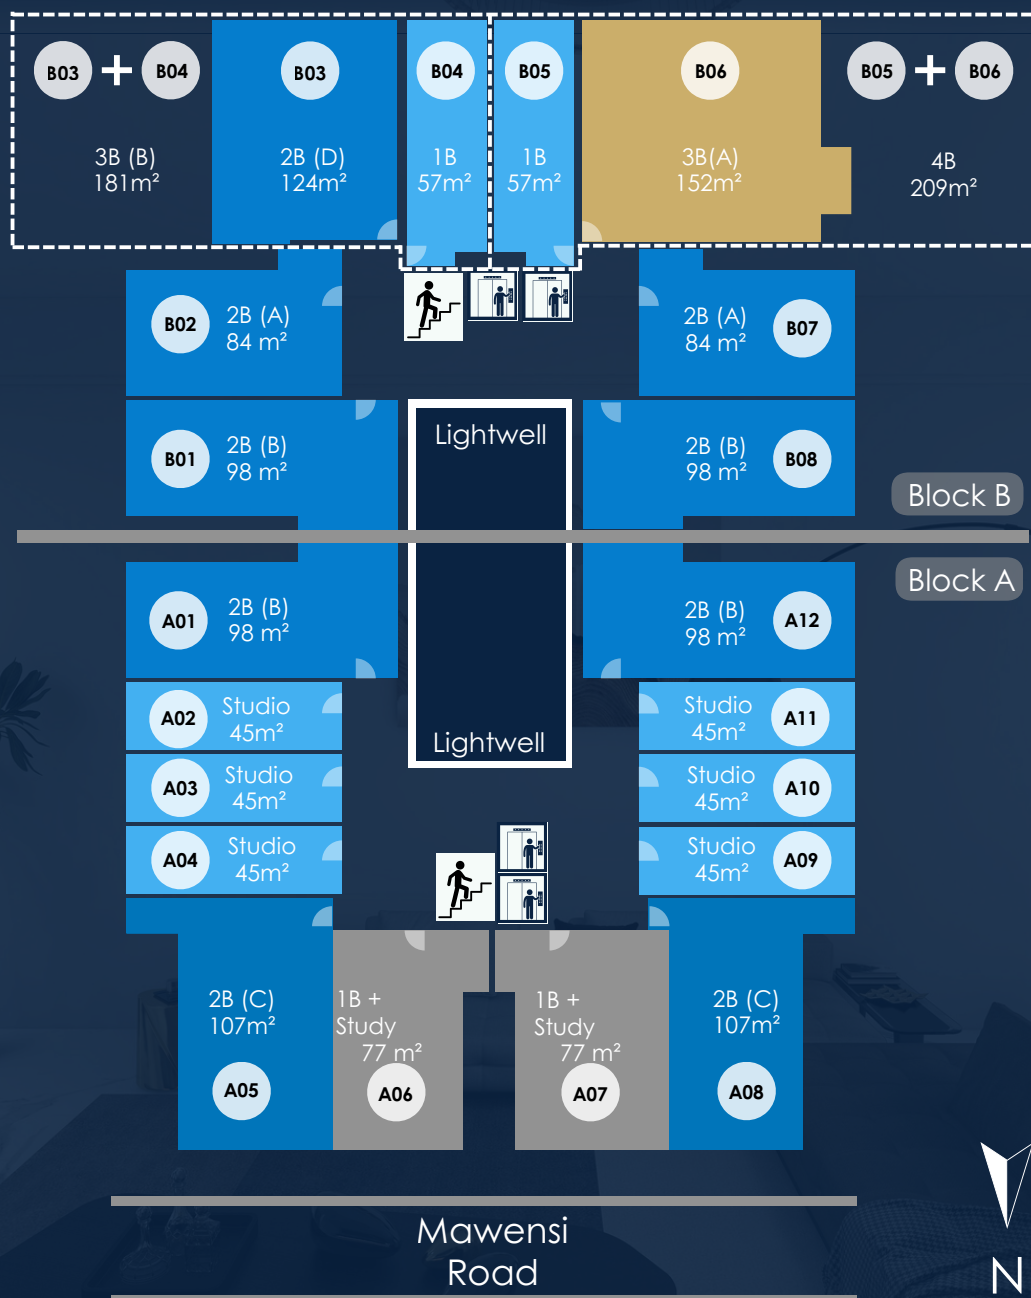 B03 + B04
3B (B)
181m²
B03
2B (D)
124m²
B04
1B
57m²
B05
1B
57m²
B06
3B(A)
152m²
B05 + B06
4B
209m²
B02
2B (A)
84 m²
2B (A)
84 m²
B07
B01
2B (B)
98 m²
Lightwell
2B (B)
98 m²
B08
Block B
Block A
A01
2B (B)
98 m²
2B (B)
98 m²
A12
A02
Studio
45m²
Studio
45m²
A11
Lightwell
A03
Studio
45m²
Studio
45m²
A10
A04
Studio
45m²
Studio
45m²
A09
2B (C)
107m²
A05
1B +
Study
77 m²
A06
1B +
Study
77 m²
A07
2B (C)
107m²
A08
Mawensi
Road
N